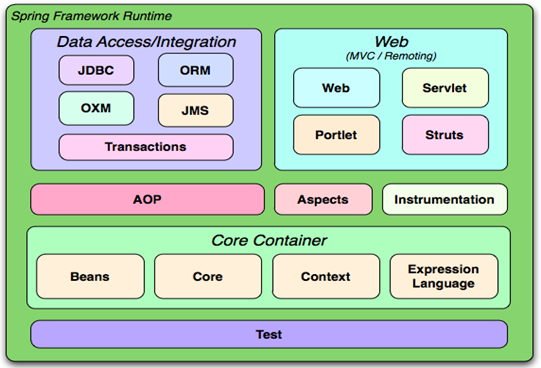 Spring Framework Runtime
Data Access/Integration
JDBC
ORM
OXM
JMS
Transactions
Web
(MVC / Remoting)
Web
Servlet
Portlet
Struts
AOP
Aspects
Instrumentation
Core Container
Beans
Core
Context
Expression
Language
Test